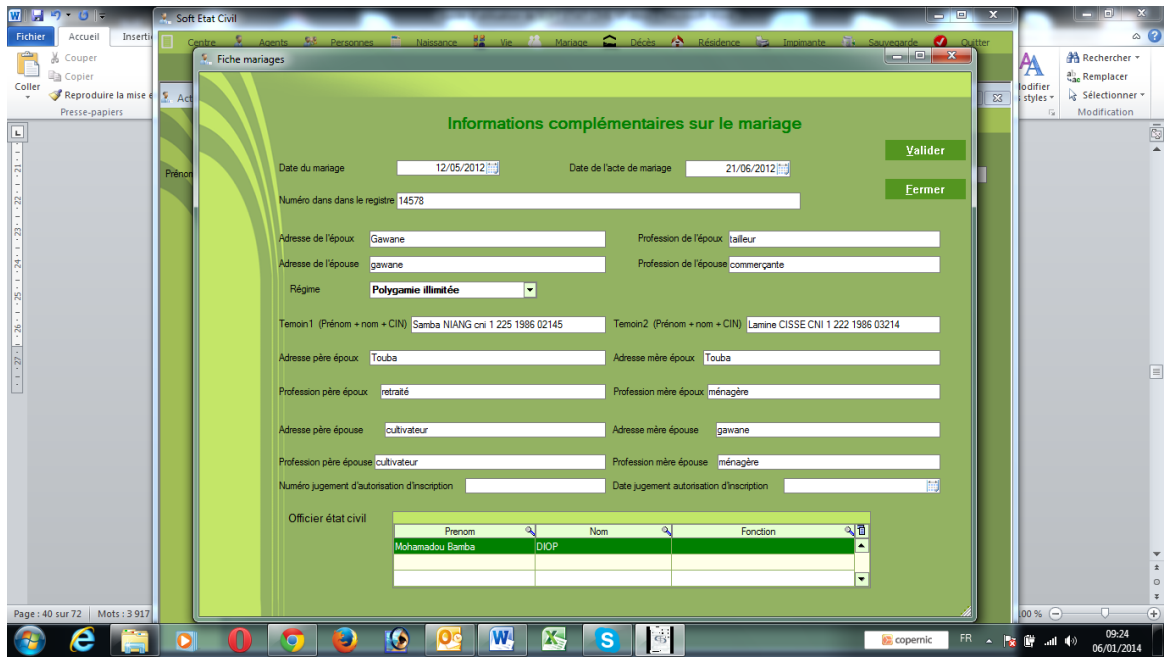 Soft Etat Civil
Fichier Accueil Inserti
Centre Agents Personnes Naissance Vie Mariage Décès Résidence Impimante Sauvegarde Quitter
Couper
Copier
Coller
Reproduire la mise e
Presse-papiers
Rechercher
Remplacer
Sélectionner
Modification
styles
Act
Prénom
Fiche mariages
Informations complémentaires sur le mariage
Valider
Fermer
Date du mariage 12/05/2012 Date de l'acte de mariage 21/06/2012
Numéro dans dans le registre 14578
Adresse de l'époux Gawane Profession de l'époux tailleur
Adresse de l'épouse gawane Profession de l'épouse commerçante
Régime Polygamie illimitée
Temoin1 (Prénom + nom + CIN) Samba NIANG cni 1 225 1986 02145 Temoin2 (Prénom + nom + CIN) Lamine CISSE CNI 1 222 1986 03214
Adresse père époux Touba Adresse mère époux Touba
Profession père époux retraité Profession mère époux ménagère
Adresse père épouse cultivateur Adresse mère épouse gawane
Profession père épouse cultivateur Profession mère épouse ménagère
Numéro jugement d'autorisation d'inscription Date jugement autorisation d'inscription
Officier état civil
Prenom Nom Fonction
Mohamadou Bamba DIOP
Page : 40 sur 72 Mots : 3 917
00 %
copernic FR 09:24
06/01/2014